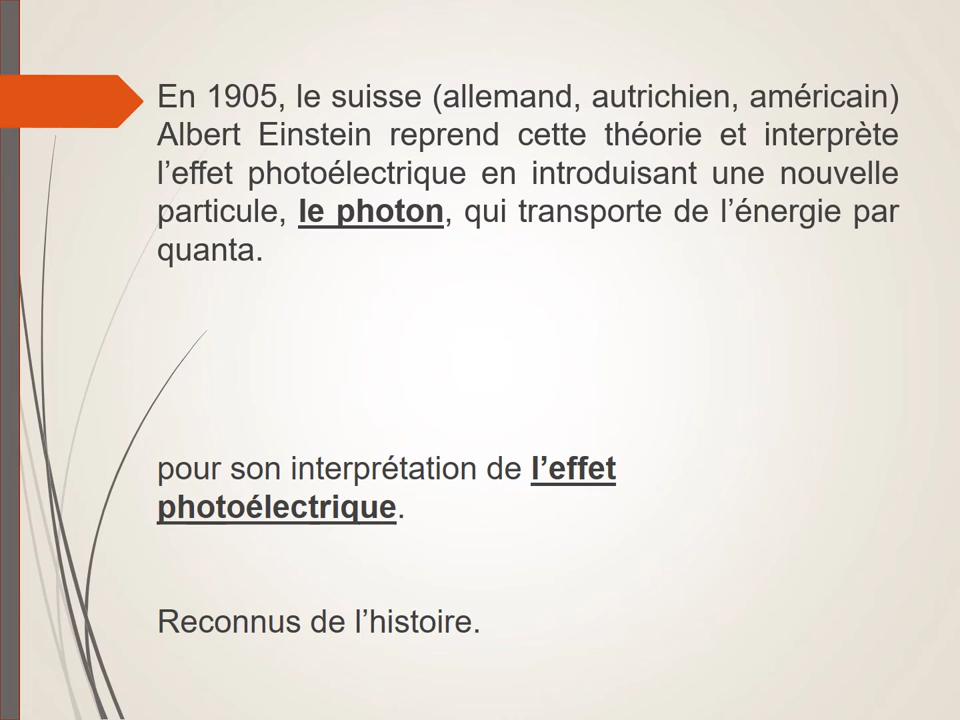 En 1905, le suisse (allemand, autrichien, américain)
Albert Einstein reprend cette théorie et interprète
l’effet photoélectrique en introduisant une nouvelle
particule, le photon, qui transporte de l’énergie par
quanta.
pour son interprétation de l’effet
photoélectrique.
Reconnus de l’histoire.